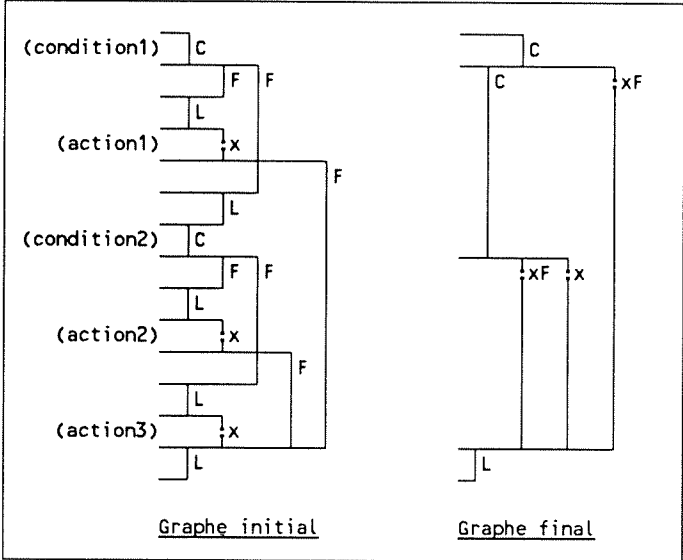 (condition1) C C
F F C xF
L
(action1) x
F
L
(condition2) C
F F xF x
L
(action2) x
F
L
(action3) x
L L
Graphe initial Graphe final